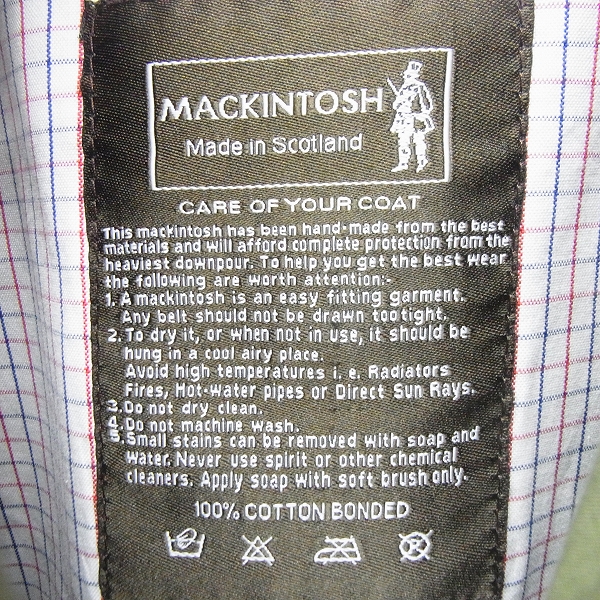 MACKINTOSH
Made in Scotland
CARE OF YOUR COAT
This mackintosh has been hand-made from the best
materials and will afford complete protection from the
heaviest downpour. To help you get the best wear
the following are worth attention:-
1. A mackintosh is an easy fitting garment.
Any belt should not be drawn too tight.
2. To dry it, or when not in use, it should be
hung in a cool airy place.
Avoid high temperatures i. e. Radiators
Fires, Hot-water pipes or Direct Sun Rays.
3. Do not dry clean.
4. Do not machine wash.
5. Small stains can be removed with soap and
water. Never use spirit or other chemical
cleaners. Apply soap with soft brush only.
100% COTTON BONDED